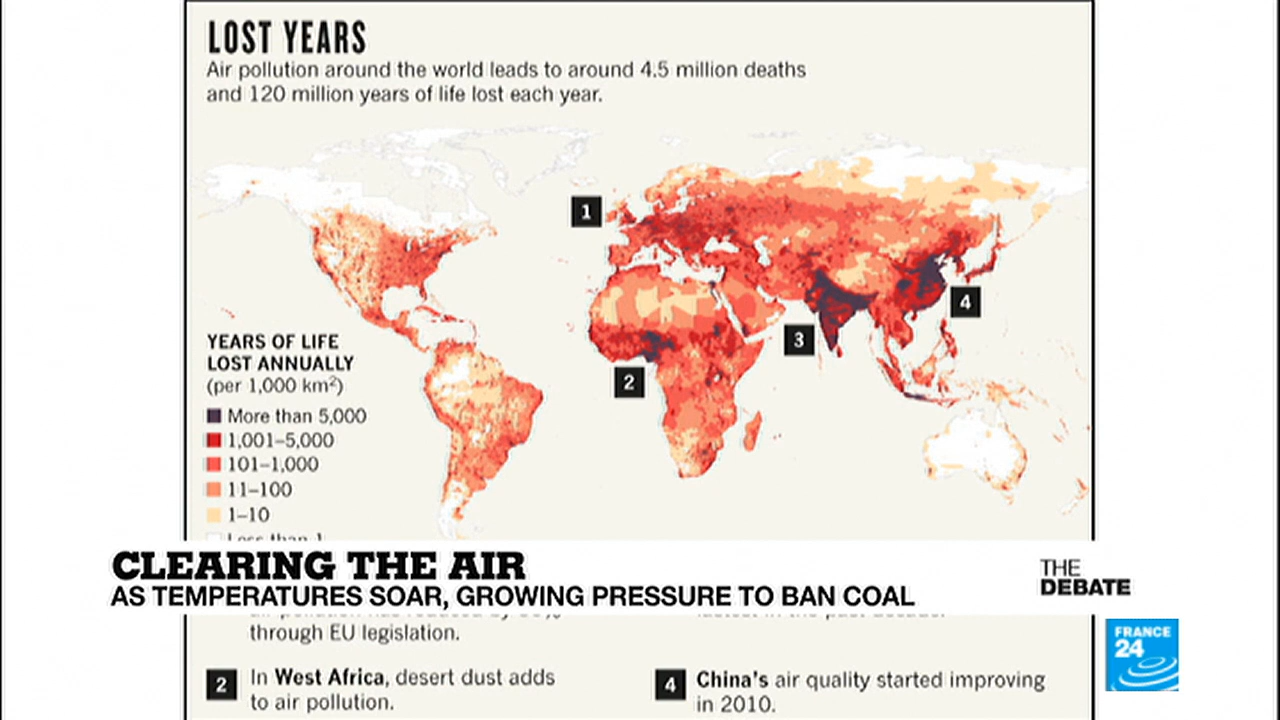 LOST YEARS
Air pollution around the world leads to around 4.5 million deaths
and 120 million years of life lost each year.
1
4
3
2
YEARS OF LIFE
LOST ANNUALLY
(per 1,000 km²)
More than 5,000
1,001–5,000
101–1,000
11–100
1–10
Less than 1
CLEARING THE AIR
AS TEMPERATURES SOAR, GROWING PRESSURE TO BAN COAL
THE
DEBATE
through EU legislation.
FRANCE
24
2 In West Africa, desert dust adds
to air pollution.
4 China's air quality started improving
in 2010.